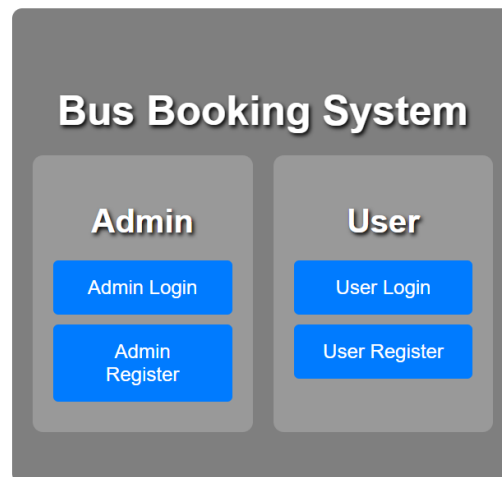 Bus Booking System
Admin
Admin Login
Admin
Register
User
User Login
User Register